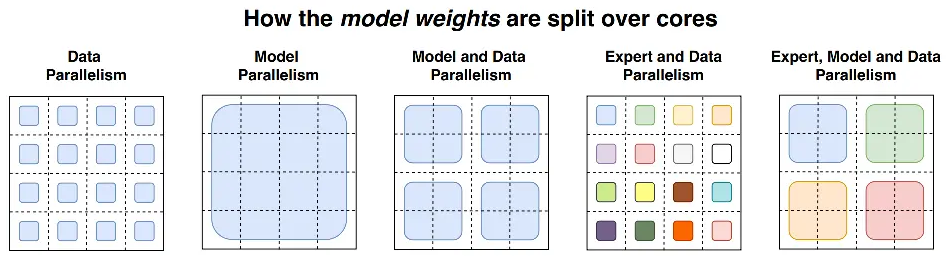 How the model weights are split over cores
Data
Parallelism
Model
Parallelism
Model and Data
Parallelism
Expert and Data
Parallelism
Expert, Model and Data
Parallelism